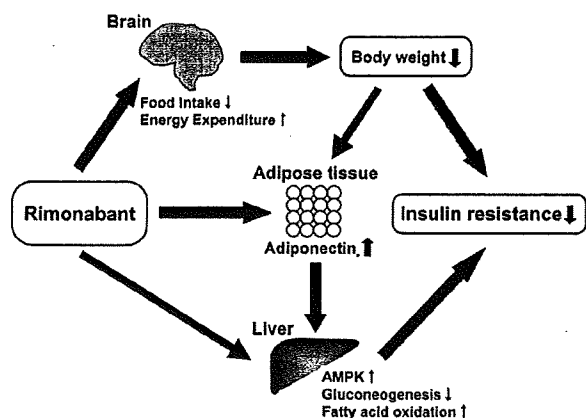 Brain
Body weight ⬇
Food Intake ↓
Energy Expenditure ↑
Adipose tissue
Rimonabant
Insulin resistance ⬇
Adiponectin ⬆
Liver
AMPK ↑
Gluconeogenesis ↓
Fatty acid oxidation ↑